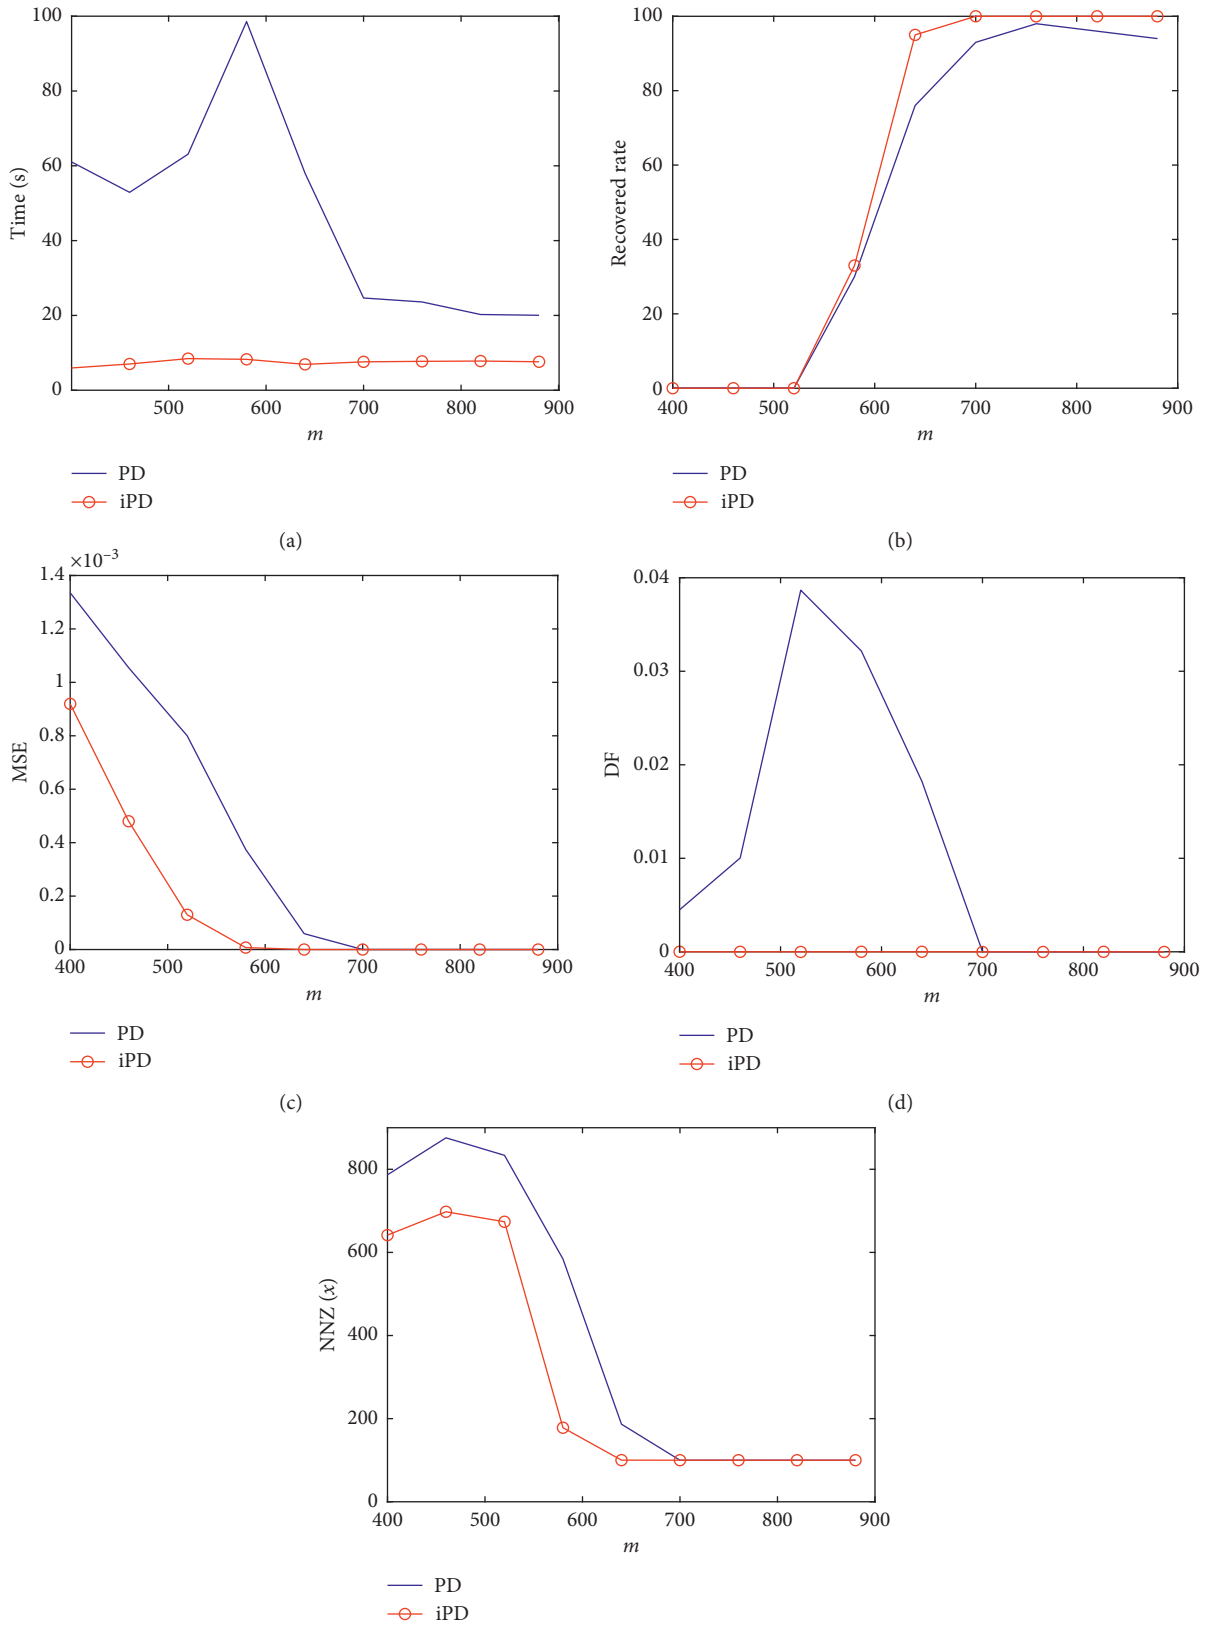 100
80
60
40
20
0
Time (s)
500 600 700 800 900
m
PD
iPD
(a)
100
80
60
40
20
0
Recovered rate
400 500 600 700 800 900
m
PD
iPD
(b)
×10⁻³
1.4
1.2
1
0.8
0.6
0.4
0.2
0
MSE
400 500 600 700 800 900
m
PD
iPD
(c)
0.04
0.03
0.02
0.01
0
DF
400 500 600 700 800 900
m
PD
iPD
(d)
800
600
400
200
0
NNZ (x)
400 500 600 700 800 900
m
PD
iPD